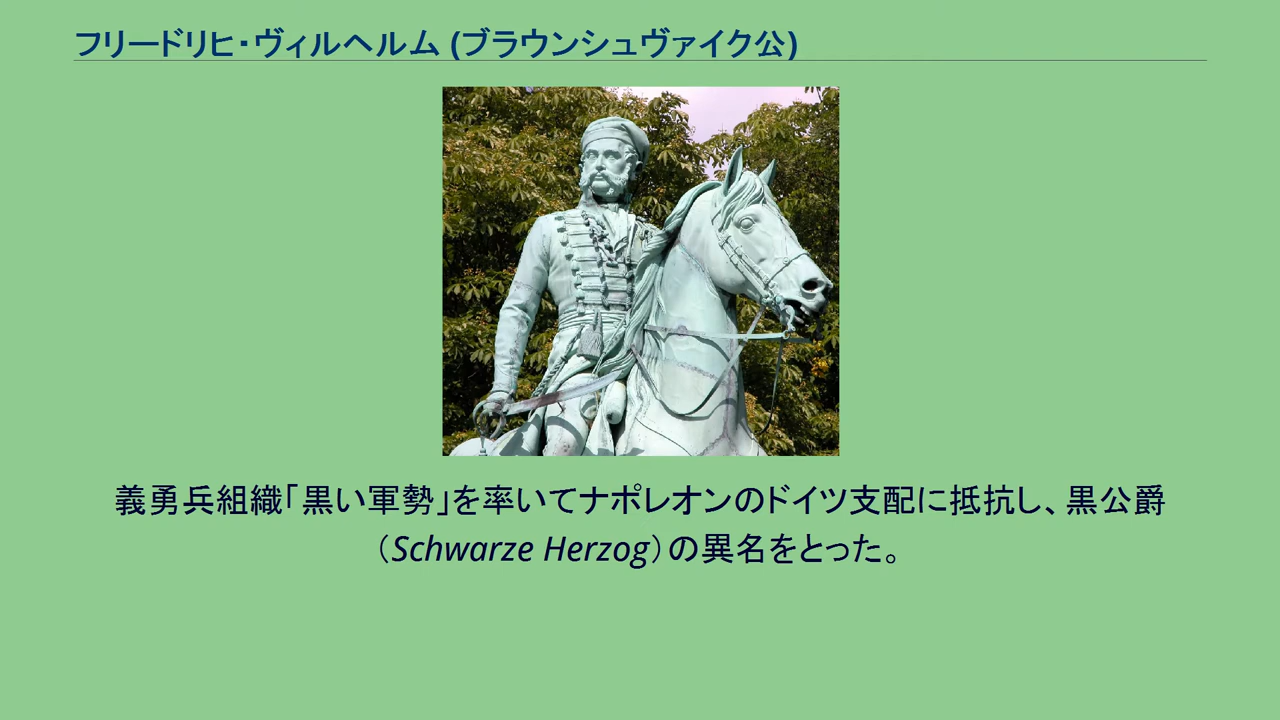 フリードリヒ・ヴィルヘルム (ブラウンシュヴァイク公)
義勇兵組織「黒い軍勢」を率いてナポレオンのドイツ支配に抵抗し、黒公爵
（Schwarze Herzog）の異名をとった。